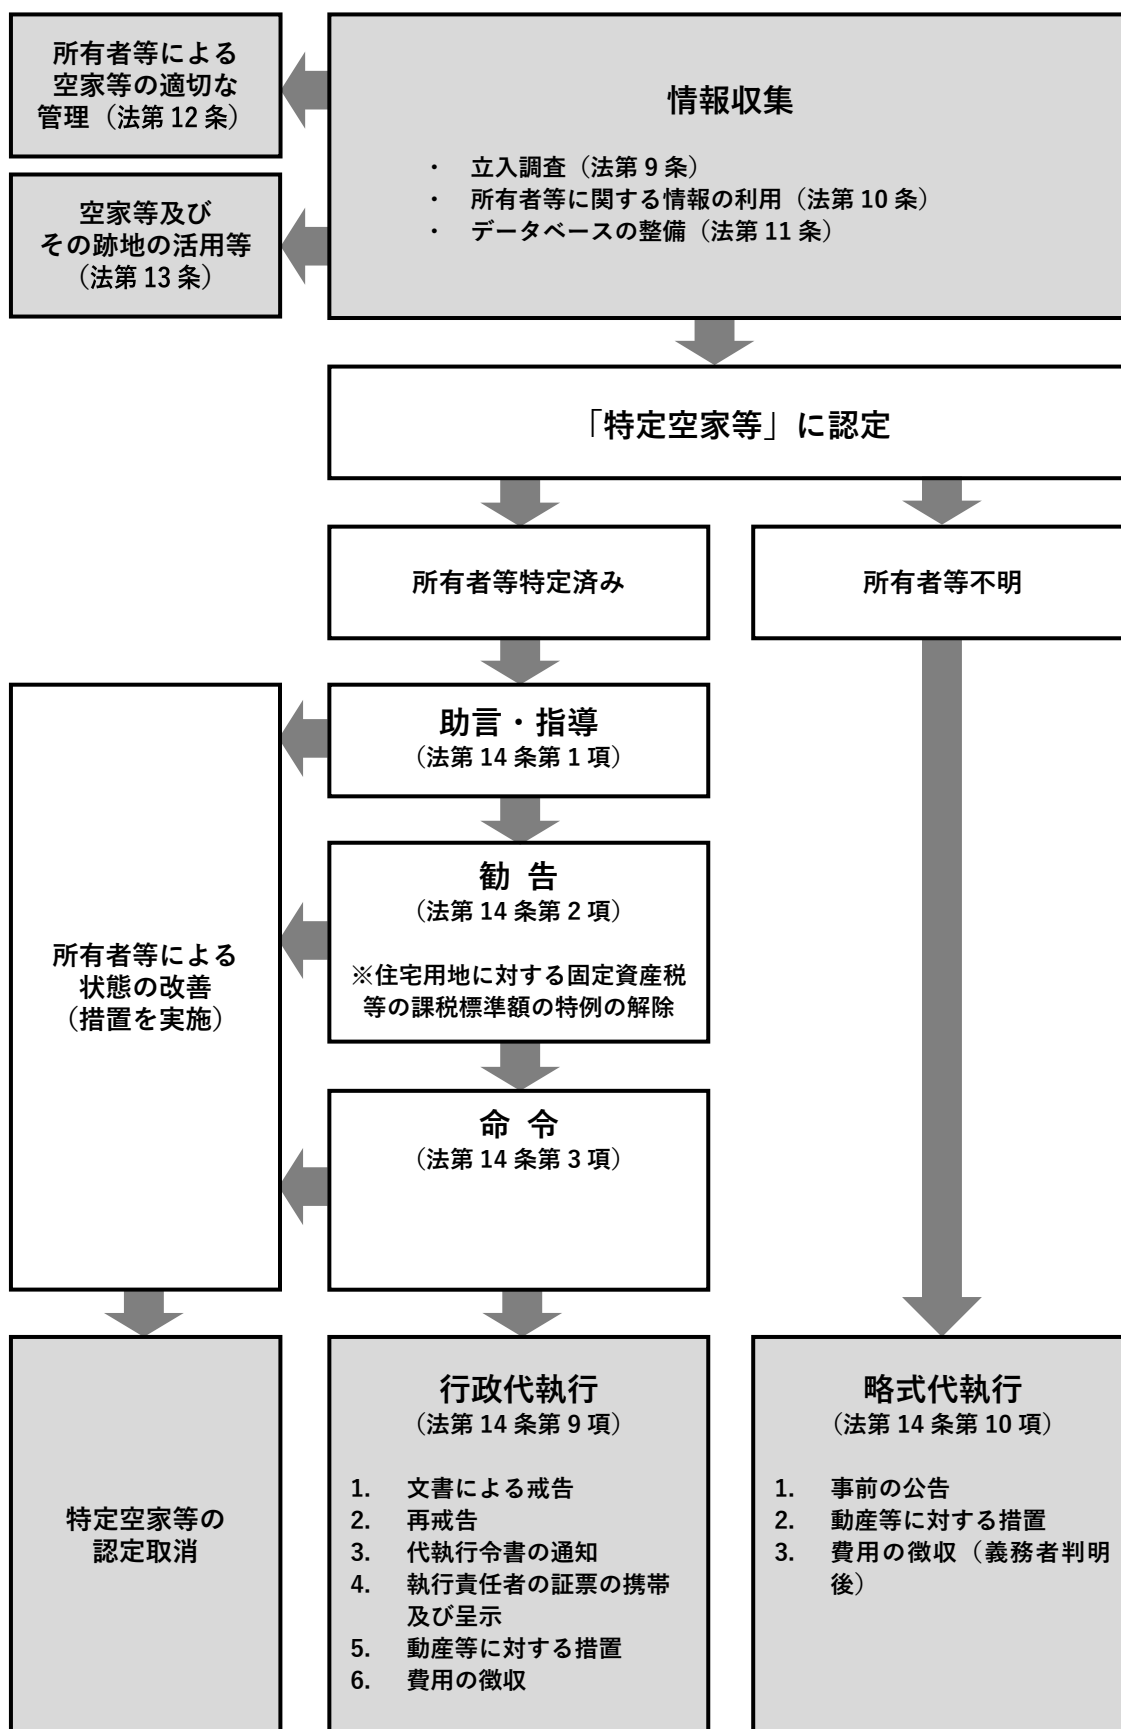 所有者等による
空家等の適切な
管理（法第 12 条）
空家等及び
その跡地の活用等
（法第 13 条）
情報収集
・ 立入調査（法第 9 条）
・ 所有者等に関する情報の利用（法第 10 条）
・ データベースの整備（法第 11 条）
「特定空家等」に認定
所有者等特定済み
所有者等不明
助言・指導
（法第 14 条第 1 項）
勧 告
（法第 14 条第 2 項）
※住宅用地に対する固定資産税
等の課税標準額の特例の解除
命 令
（法第 14 条第 3 項）
所有者等による
状態の改善
（措置を実施）
特定空家等の
認定取消
行政代執行
（法第 14 条第 9 項）
1. 文書による戒告
2. 再戒告
3. 代執行令書の通知
4. 執行責任者の証票の携帯
及び呈示
5. 動産等に対する措置
6. 費用の徴収
略式代執行
（法第 14 条第 10 項）
1. 事前の公告
2. 動産等に対する措置
3. 費用の徴収（義務者判明
後）